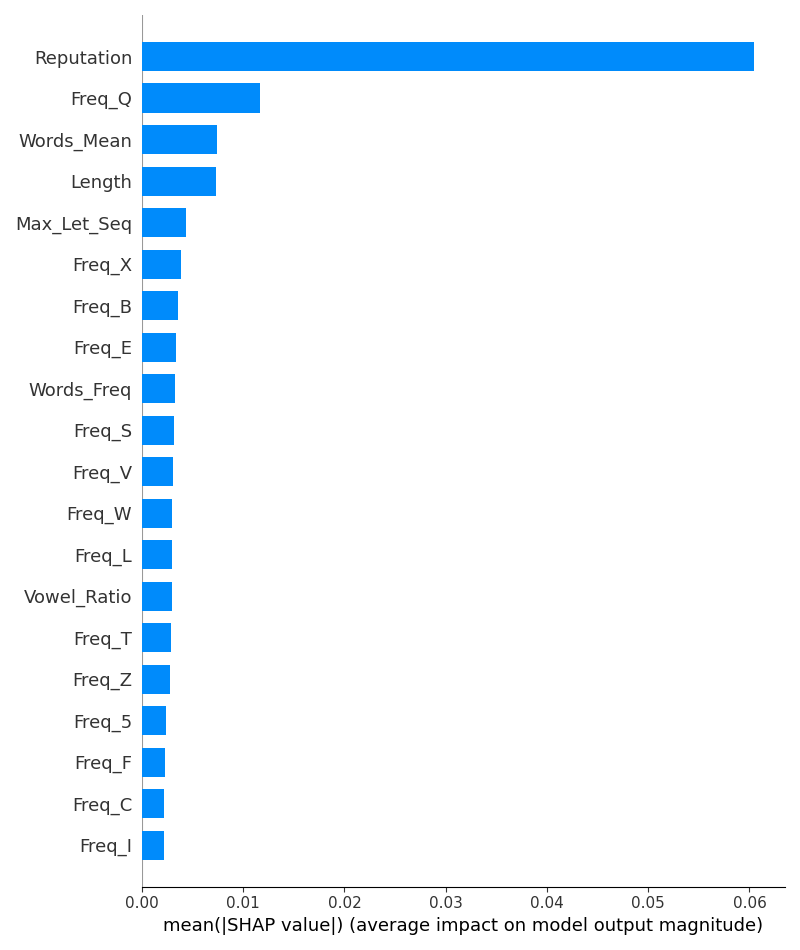 Reputation
Freq_Q
Words_Mean
Length
Max_Let_Seq
Freq_X
Freq_B
Freq_E
Words_Freq
Freq_S
Freq_V
Freq_W
Freq_L
Vowel_Ratio
Freq_T
Freq_Z
Freq_5
Freq_F
Freq_C
Freq_I
0.00 0.01 0.02 0.03 0.04 0.05 0.06
mean(|SHAP value|) (average impact on model output magnitude)